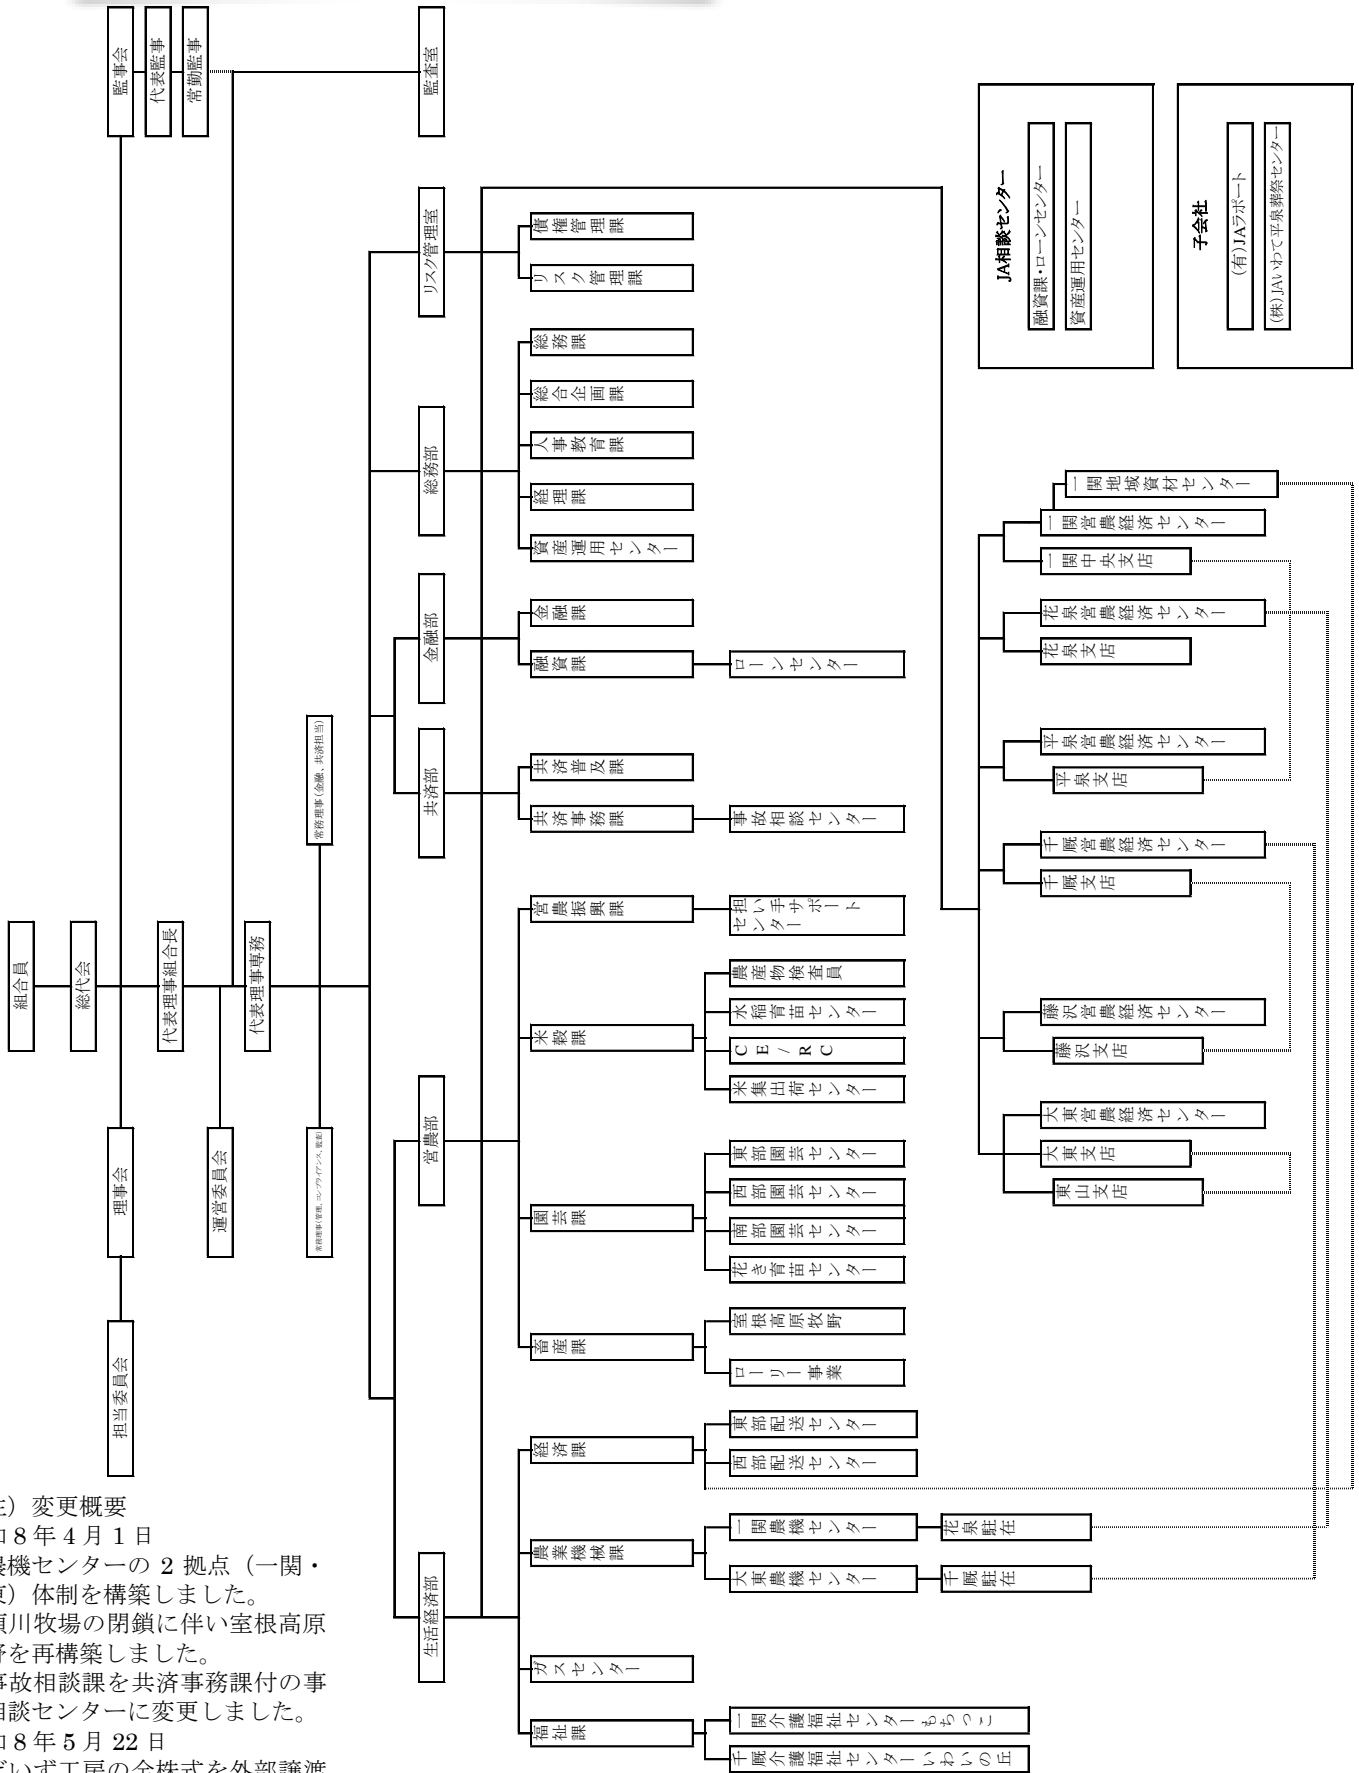 組合員
総代会
監事会
代表監事
常勤監事
理事会
担当委員会
代表理事組合長
運営委員会
代表理事専務
常務理事(金融、共済担当)
監査室
リスク管理室
債権管理課
リスク管理課
総務部
総務課
総合企画課
人事教育課
経理課
資産運用センター
金融部
金融課
融資課
ローンセンター
共済部
共済普及課
共済事務課
事故相談センター
営農部
営農振興課
担い手サポート
センター
米穀課
農産物検査員
水稲育苗センター
CE/RC
米集出荷センター
園芸課
東部園芸センター
西部園芸センター
南部園芸センター
花き育苗センター
畜産課
室根高原牧野
ローリー事業
生活経済部
経済課
東部配送センター
西部配送センター
農業機械課
一関農機センター
花泉駐在
大東農機センター
千厩駐在
ガスセンター
福祉課
一関介護福祉センターもちっこ
千厩介護福祉センターいわいの丘
一関地域資材センター
一関営農経済センター
一関中央支店
花泉営農経済センター
花泉支店
平泉営農経済センター
平泉支店
千厩営農経済センター
千厩支店
藤沢営農経済センター
藤沢支店
大東営農経済センター
大東支店
東山支店
JA相談センター
融資課・ローンセンター
資産運用センター
子会社
(有)JAラポート
(株)JAいわて平泉葬祭センター
）変更概要
8年4月1日
機センターの 2 拠点（一関・
）体制を構築しました。
川牧場の閉鎖に伴い室根高原
を再構築しました。
事故相談課を共済事務課付の事
相談センターに変更しました。
8年5月22日
だいず工房の全株式を外部譲渡